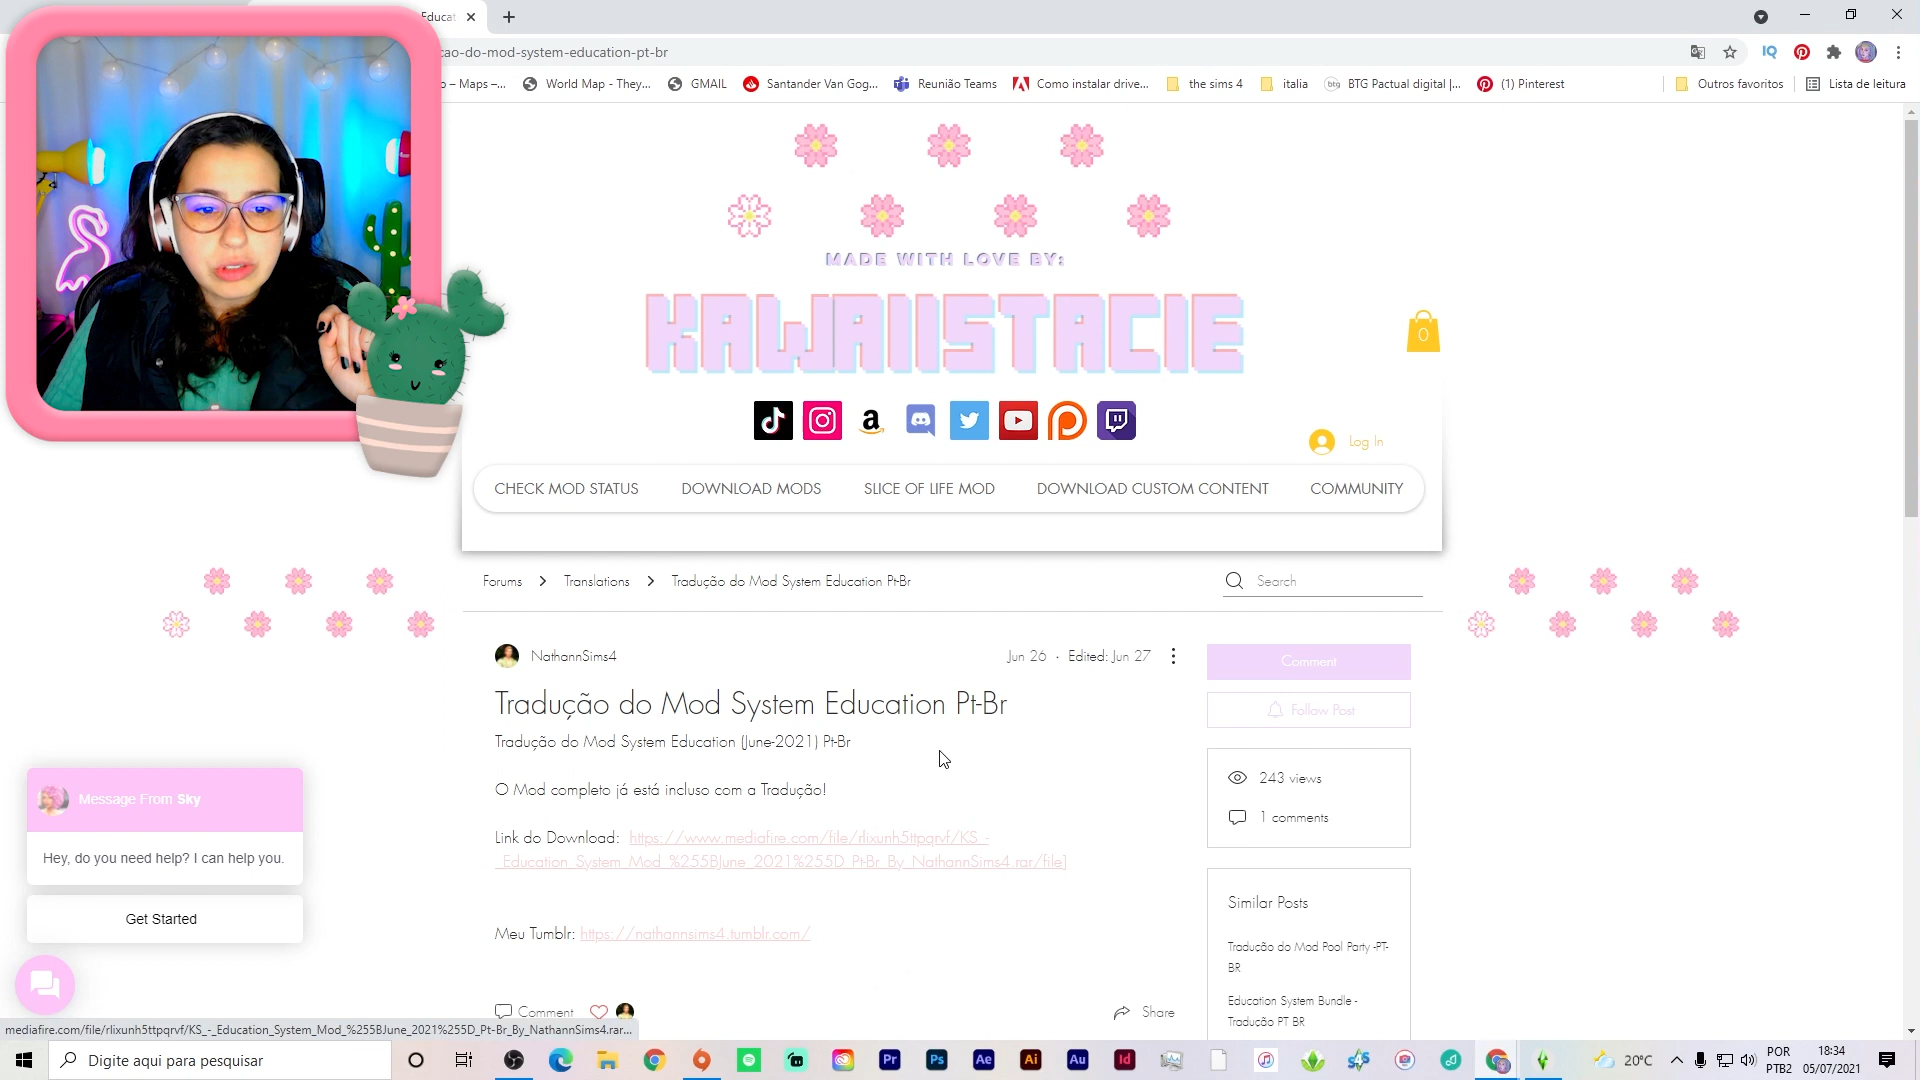 Educat
cao-do-mod-system-education-pt-br
o – Maps –...
World Map - They...
GMAIL
Santander Van Gog...
Reunião Teams
Como instalar drive...
the sims 4
italia
btg
BTG Pactual digital |...
(1) Pinterest
Outros favoritos
Lista de leitura
MADE WITH LOVE BY:
KAWAIISTACIE
0
Log In
CHECK MOD STATUS
DOWNLOAD MODS
SLICE OF LIFE MOD
DOWNLOAD CUSTOM CONTENT
COMMUNITY
Forums
Translations
Tradução do Mod System Education Pt-Br
Search
NathannSims4
Jun 26 · Edited: Jun 27
Comment
Tradução do Mod System Education Pt-Br
Follow Post
Tradução do Mod System Education (June-2021) Pt-Br
243 views
O Mod completo já está incluso com a Tradução!
1 comments
Link do Download: https://www.mediafire.com/file/rlixunh5ttpqrvf/KS_-
_Education_System_Mod_%255BJune_2021%255D_Pt-Br_By_NathannSims4.rar/file]
Meu Tumblr: https://nathannsims4.tumblr.com/
Similar Posts
Tradução do Mod Pool Party -PT-
BR
Education System Bundle -
Tradução PT BR
Comment
Share
Message From Sky
Hey, do you need help? I can help you.
Get Started
mediafire.com/file/rlixunh5ttpqrvf/KS_-_Education_System_Mod_%255BJune_2021%255D_Pt-Br_By_NathannSims4.rar...
Digite aqui para pesquisar
Pr
Ps
Ae
Ai
Au
Id
20°C
POR
PTB2
18:34
05/07/2021